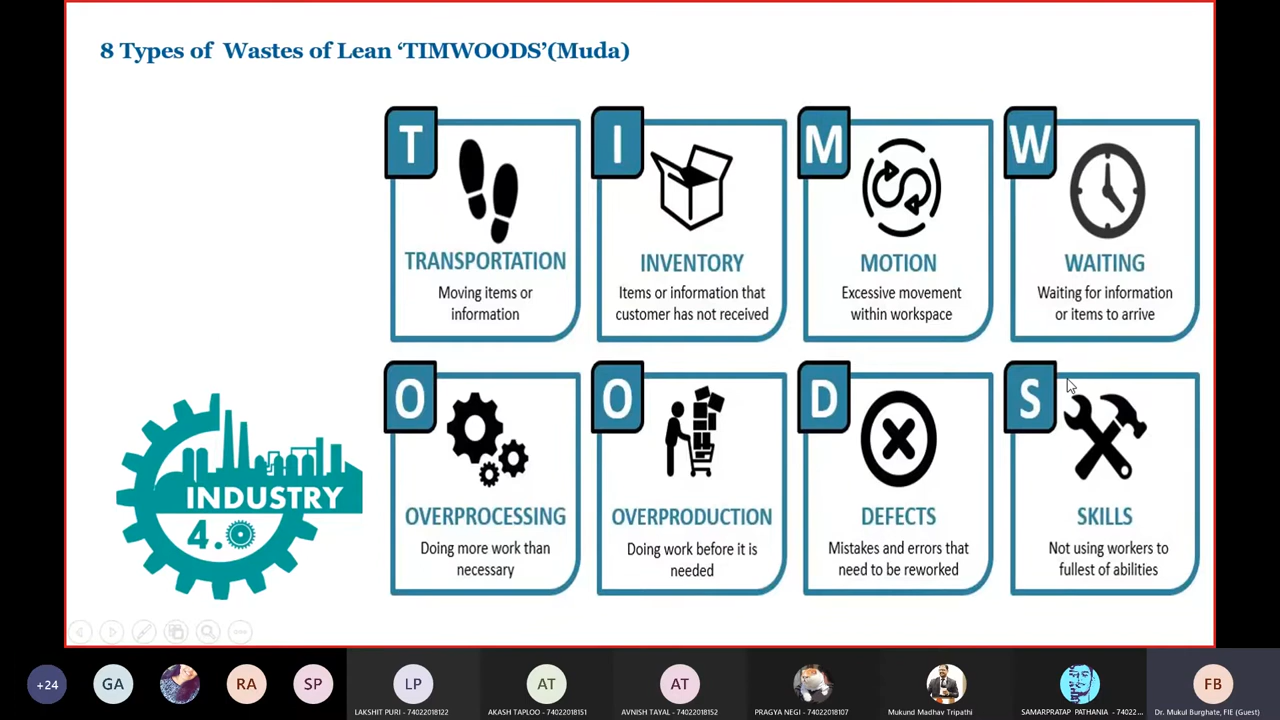 8 Types of  Wastes of Lean ‘TIMWOODS’(Muda)
T
TRANSPORTATION
Moving items or
information
I
INVENTORY
Items or information that
customer has not received
M
MOTION
Excessive movement
within workspace
W
WAITING
Waiting for information
or items to arrive
O
OVERPROCESSING
Doing more work than
necessary
O
OVERPRODUCTION
Doing work before it is
needed
D
DEFECTS
Mistakes and errors that
need to be reworked
S
SKILLS
Not using workers to
fullest of abilities
INDUSTRY
4.0
+24
GA
RA
SP
LP
LAKSHIT PURI - 74022018122
AT
AKASH TAPLOO - 74022018151
AT
AVNISH TAYAL - 74022018152
PRAGYA NEGI - 74022018107
Mukund Madhav Tripathi
SAMARPRATAP PATHANIA - 74022...
FB
Dr. Mukul Burghate, FIE (Guest)